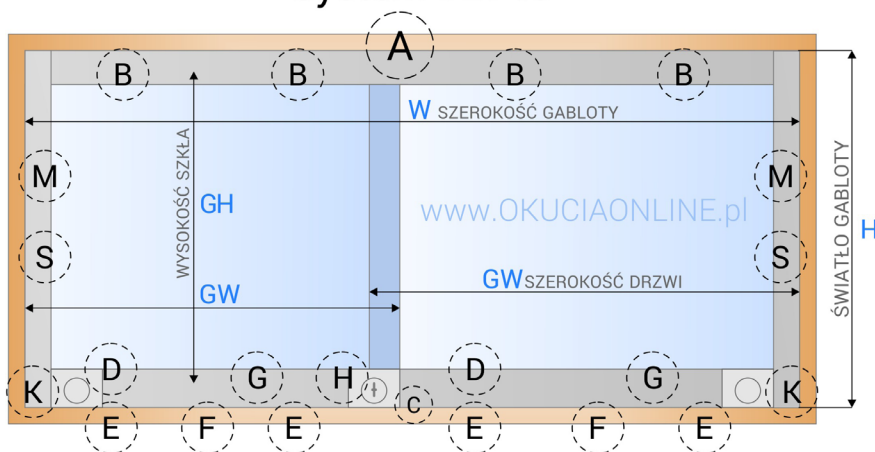 A
B B B B
W SZEROKOŚĆ GABLOTY
M M
WYSOKOŚĆ SZKŁA
GH
www.OKUCIAONLINE.pl
ŚWIATŁO GABLOTY
H
S S
GW
GW SZEROKOŚĆ DRZWI
D G H D G
K C K
E F E E F E